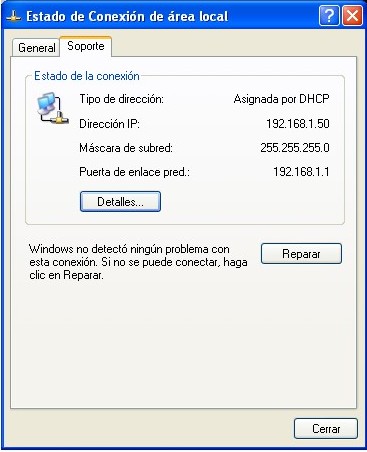 Estado de Conexión de área local
General
Soporte
Estado de la conexión
Tipo de dirección: Asignada por DHCP
Dirección IP: 192.168.1.50
Máscara de subred: 255.255.255.0
Puerta de enlace pred.: 192.168.1.1
Detalles...
Windows no detectó ningún problema con
esta conexión. Si no se puede conectar, haga
clic en Reparar.
Reparar
Cerrar